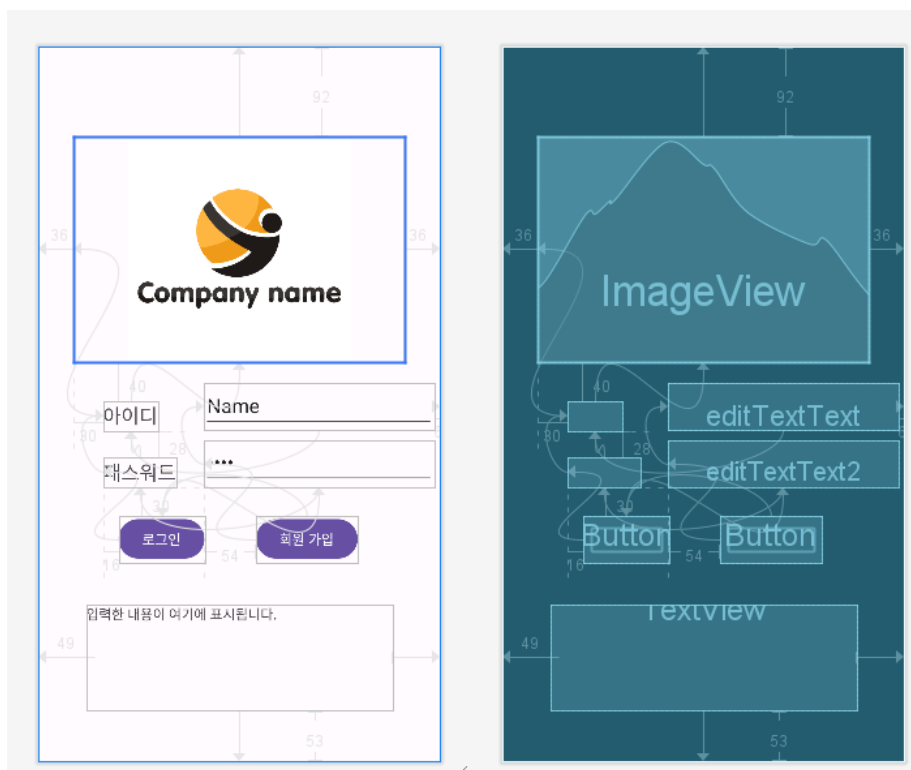 92
92
36
36
36
36
Company name
ImageView
40
40
아이디
Name
editTextText
30
30
28
28
패스워드
•••
editTextText2
30
30
로그인
회원 가입
Button
Button
16
54
16
54
입력한 내용이 여기에 표시됩니다.
TextView
49
49
53
53